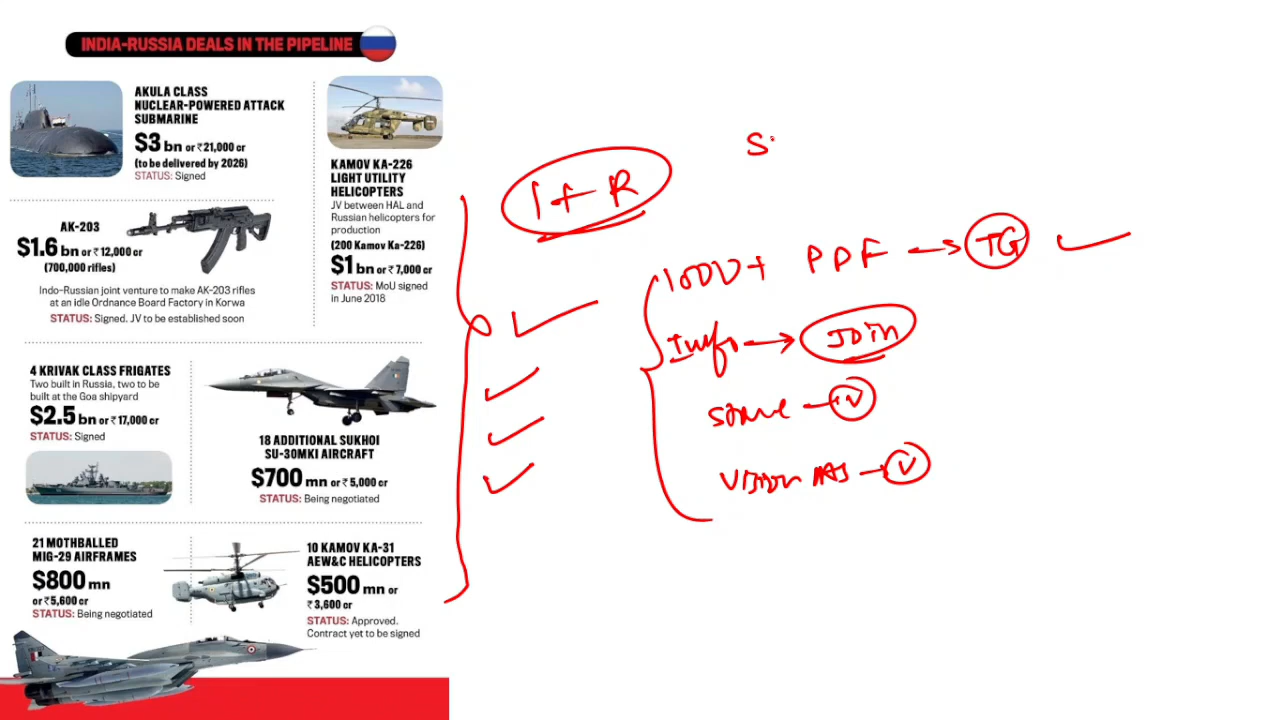 INDIA-RUSSIA DEALS IN THE PIPELINE
AKULA CLASS
NUCLEAR-POWERED ATTACK
SUBMARINE
$3 bn or ₹21,000 cr
(to be delivered by 2026)
STATUS: Signed
KAMOV KA-226
LIGHT UTILITY
HELICOPTERS
JV between HAL and
Russian helicopters for
production
(200 Kamov Ka-226)
$1 bn or ₹7,000 cr
STATUS: MoU signed
in June 2018
AK-203
$1.6 bn or ₹12,000 cr
(700,000 rifles)
Indo-Russian joint venture to make AK-203 rifles
at an idle Ordnance Board Factory in Korwa
STATUS: Signed. JV to be established soon
4 KRIVAK CLASS FRIGATES
Two built in Russia, two to be
built at the Goa shipyard
$2.5 bn or ₹17,000 cr
STATUS: Signed
18 ADDITIONAL SUKHOI
SU-30MKI AIRCRAFT
$700 mn or ₹5,000 cr
STATUS: Being negotiated
21 MOTHBALLED
MIG-29 AIRFRAMES
$800 mn
or ₹5,600 cr
STATUS: Being negotiated
10 KAMOV KA-31
AEW&C HELICOPTERS
$500 mn or
₹3,600 cr
STATUS: Approved.
Contract yet to be signed
S
I + R
1000+ PDF → TG
Info → Join
→ V
Vision IAS → V